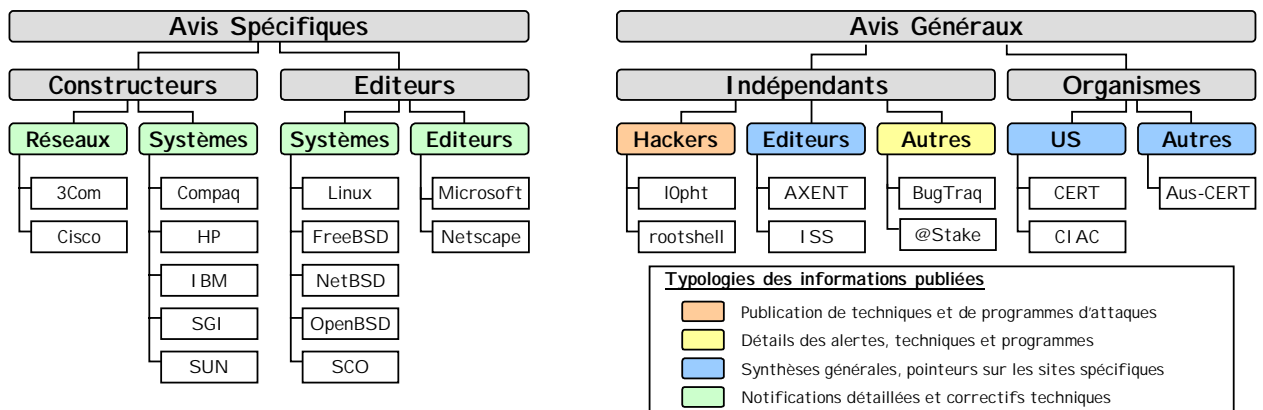 Avis Spécifiques
Constructeurs
Editeurs
Réseaux
Systèmes
Systèmes
Editeurs
3Com
Compaq
Linux
Microsoft
Cisco
HP
FreeBSD
Netscape
IBM
NetBSD
SGI
OpenBSD
SUN
SCO
Avis Généraux
Indépendants
Organismes
Hackers
Editeurs
Autres
US
Autres
l0pht
AXENT
BugTraq
CERT
Aus-CERT
rootshell
ISS
@Stake
CIAC
Typologies des informations publiées
Publication de techniques et de programmes d'attaques
Détails des alertes, techniques et programmes
Synthèses générales, pointeurs sur les sites spécifiques
Notifications détaillées et correctifs techniques